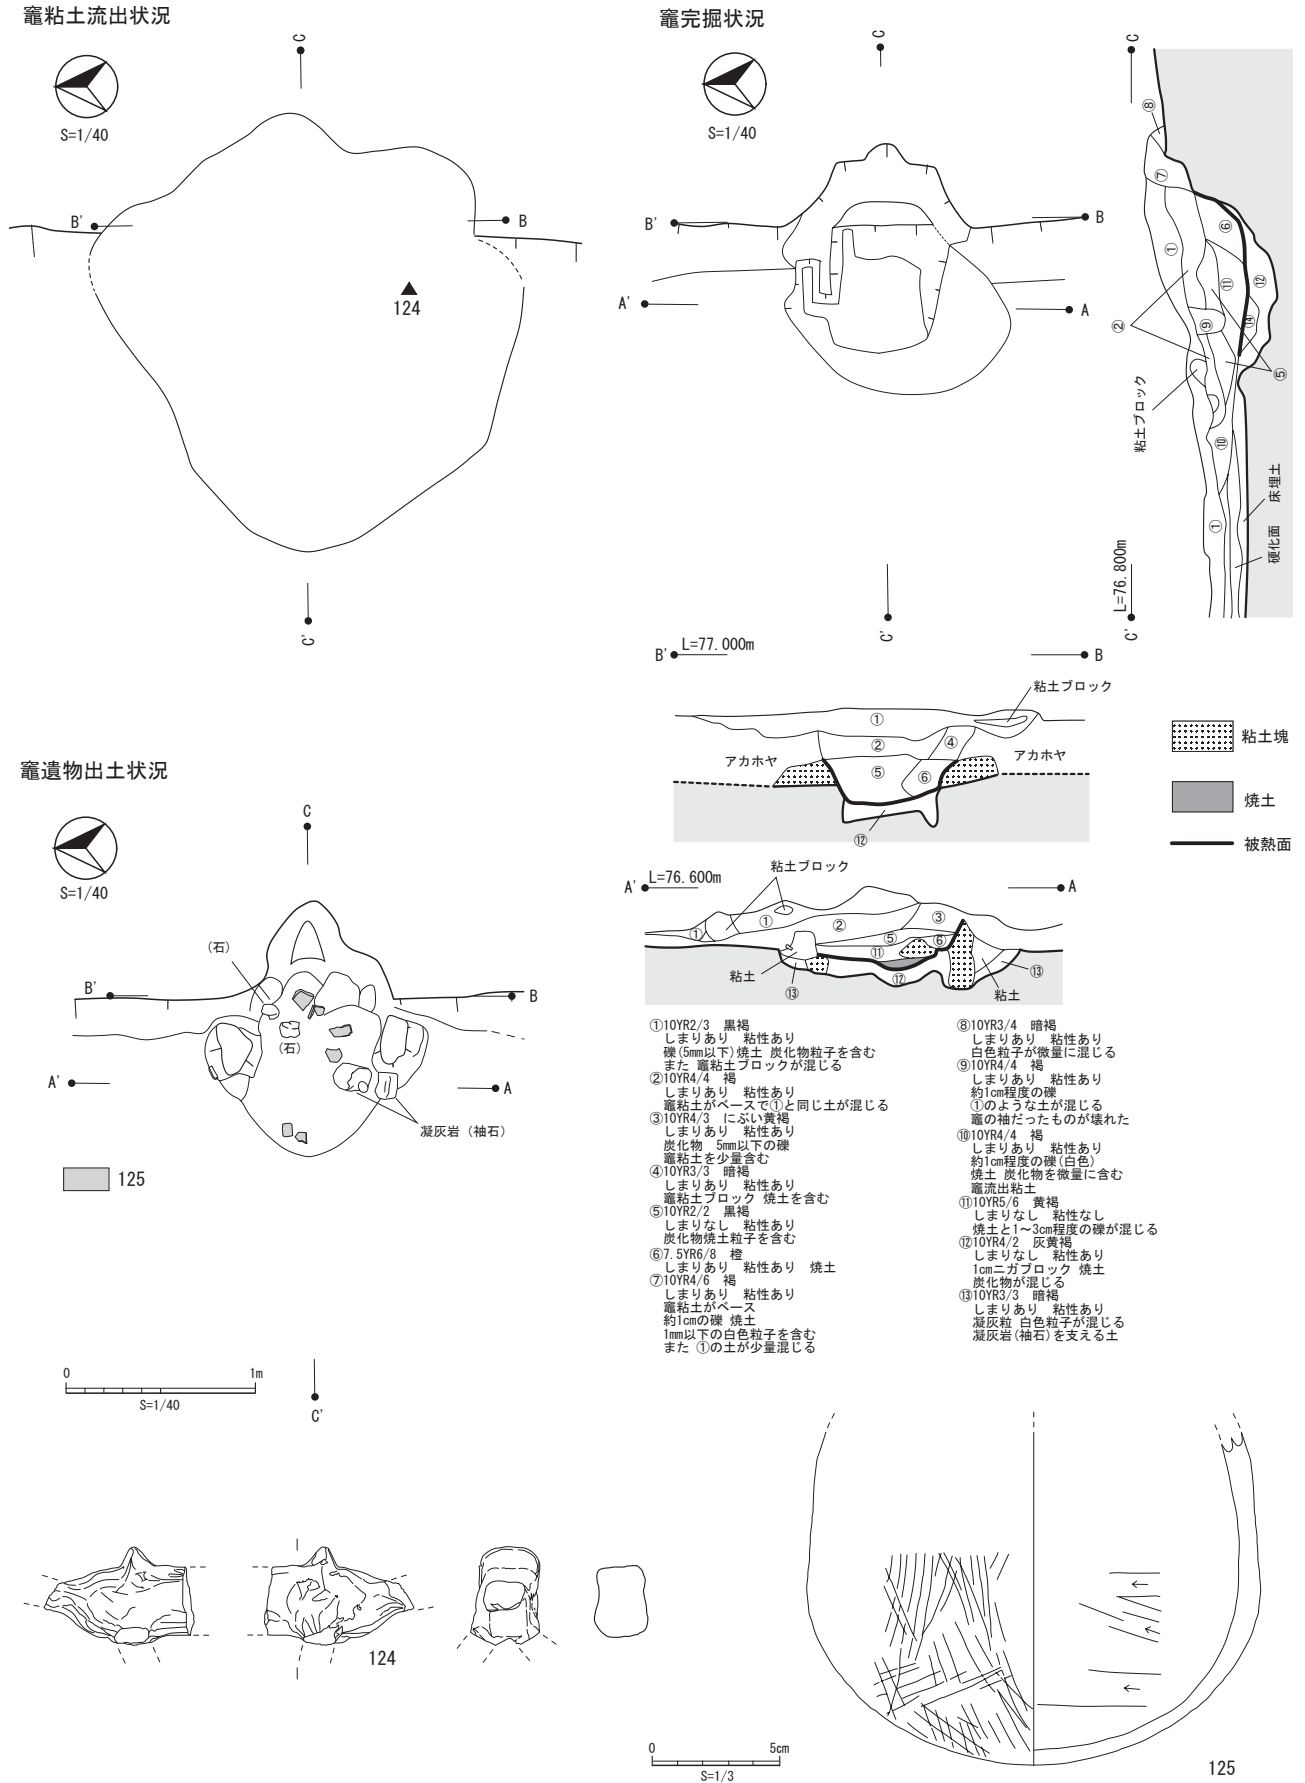 竈粘土流出状況
C
S=1/40
B'
B
124
C'
竈完掘状況
C
S=1/40
B'
B
A'
A
C'
C
⑧
⑦
⑥
①
⑪
⑫
②
⑨
⑭
⑤
粘土ブロック
⑩
①
床埋土
硬化面
L=76.800m
C'
B'
L=77.000m
B
粘土ブロック
①
②
④
アカホヤ
アカホヤ
⑤
⑥
⑫
粘土塊
焼土
被熱面
A'
L=76.600m
A
粘土ブロック
①
①
②
③
⑤
⑥
⑪
粘土
⑬
⑫
粘土
⑬
竈遺物出土状況
C
S=1/40
(石)
B'
B
(石)
A'
A
凝灰岩(袖石)
125
0
1m
S=1/40
C'
①10YR2/3 黒褐
しまりあり 粘性あり
礫(5mm以下)焼土 炭化物粒子を含む
また 竈粘土ブロックが混じる
②10YR4/4 褐
しまりあり 粘性あり
竈粘土がベースで①と同じ土が混じる
③10YR4/3 にぶい黄褐
しまりあり 粘性あり
炭化物 5mm以下の礫
竈粘土を少量含む
④10YR3/3 暗褐
しまりあり 粘性あり
竈粘土ブロック 焼土を含む
⑤10YR2/2 黒褐
しまりなし 粘性あり
炭化物焼土粒子を含む
⑥7.5YR6/8 橙
しまりあり 粘性あり 焼土
⑦10YR4/6 褐
しまりあり 粘性あり
竈粘土がベース
約1cmの礫 焼土
1mm以下の白色粒子を含む
また ①の土が少量混じる
⑧10YR3/4 暗褐
しまりあり 粘性あり
白色粒子が微量に混じる
⑨10YR4/4 褐
しまりあり 粘性あり
約1cm程度の礫
①のような土が混じる
竈の袖だったものが壊れた
⑩10YR4/4 褐
しまりあり 粘性あり
約1cm程度の礫(白色)
焼土 炭化物を微量に含む
竈流出粘土
⑪10YR5/6 黄褐
しまりなし 粘性なし
焼土と1~3cm程度の礫が混じる
⑫10YR4/2 灰黄褐
しまりなし 粘性あり
1cmニガブロック 焼土
炭化物が混じる
⑬10YR3/3 暗褐
しまりあり 粘性あり
凝灰粒 白色粒子が混じる
凝灰岩(袖石)を支える土
124
0
5cm
S=1/3
125